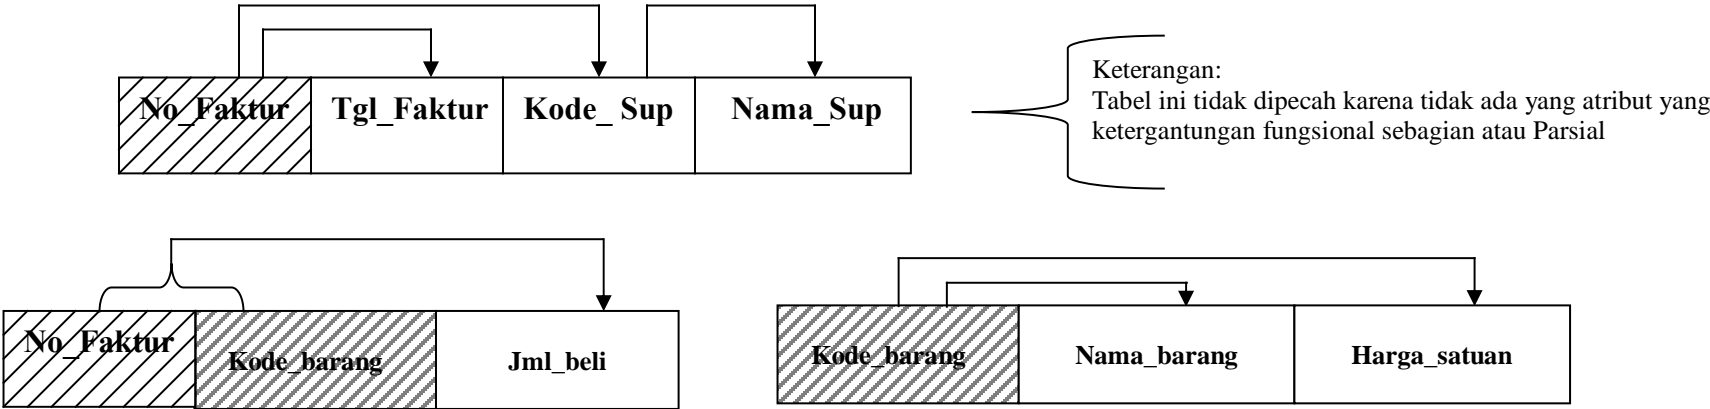 Keterangan:
No_Faktur Tgl_Faktur Kode_ Sup Nama_Sup
Tabel ini tidak dipecah karena tidak ada yang atribut yang
ketergantungan fungsional sebagian atau Parsial
No_Faktur Kode_barang Jml_beli
Kode_barang Nama_barang Harga_satuan